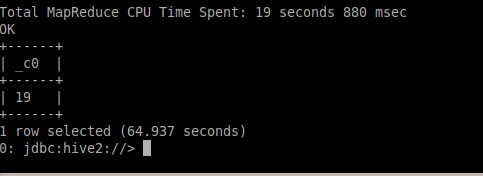 Total MapReduce CPU Time Spent: 19 seconds 880 msec
OK
+------+
| _c0  |
+------+
| 19   |
+------+
1 row selected (64.937 seconds)
0: jdbc:hive2://>